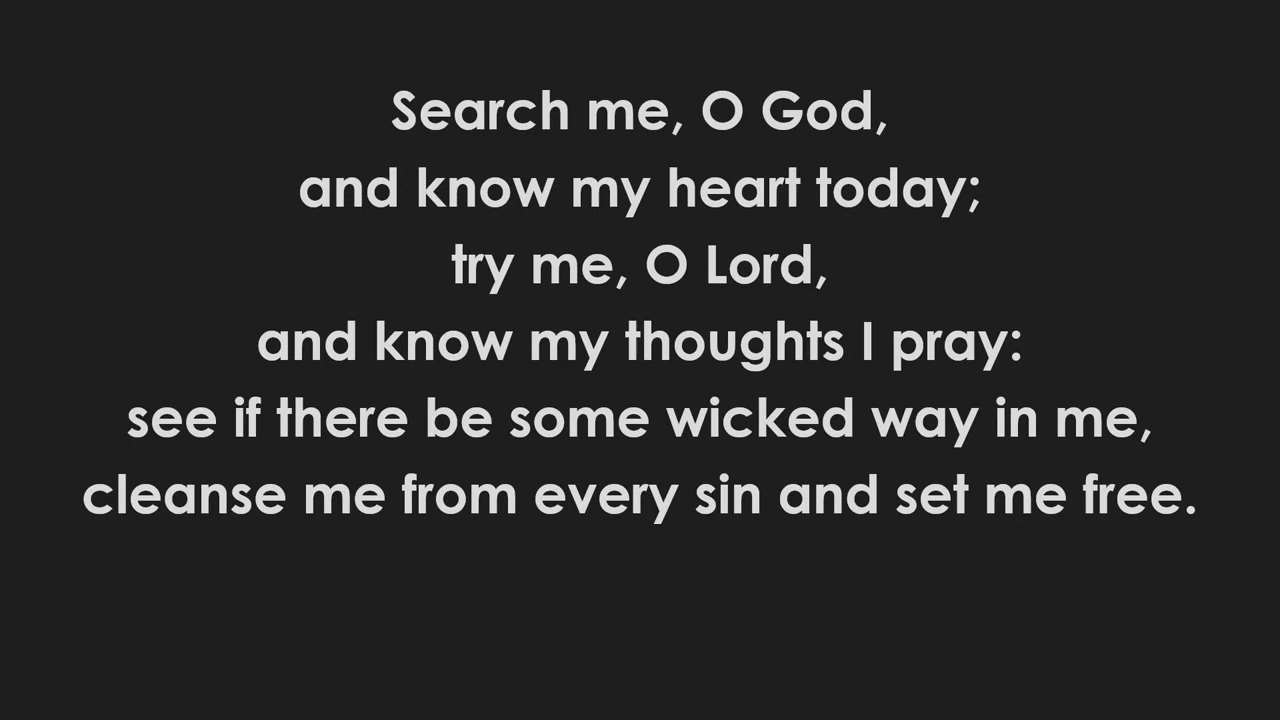 Search me, O God,
and know my heart today;
try me, O Lord,
and know my thoughts I pray:
see if there be some wicked way in me,
cleanse me from every sin and set me free.